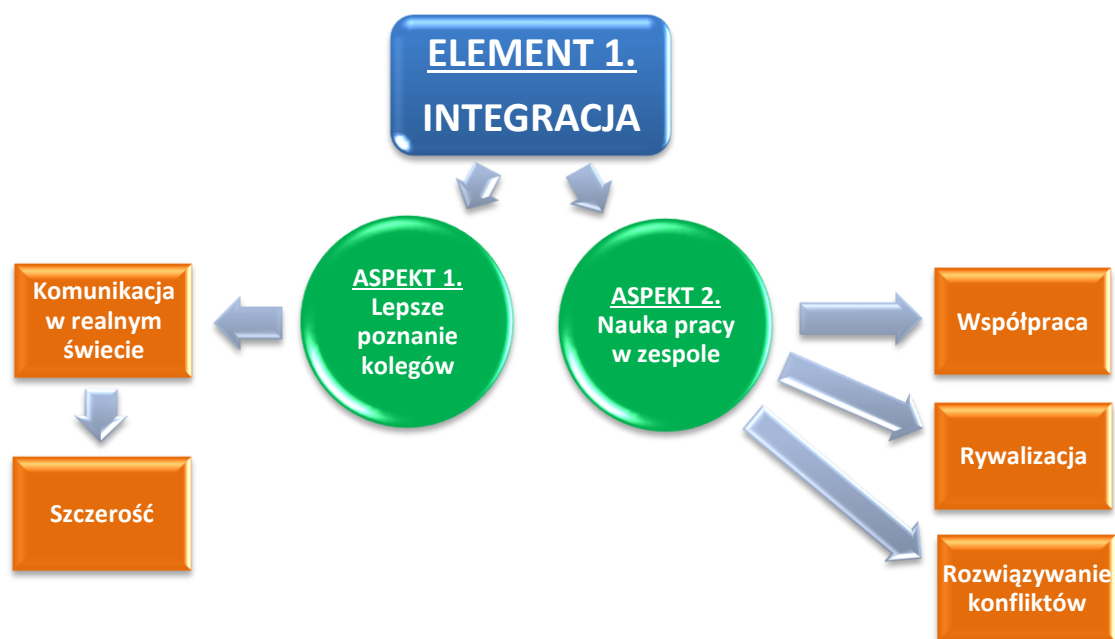 ELEMENT 1.
INTEGRACJA
ASPEKT 1.
Lepsze
poznanie
kolegów
Komunikacja
w realnym
świecie
Szczerość
ASPEKT 2.
Nauka pracy
w zespole
Współpraca
Rywalizacja
Rozwiązywanie
konfliktów